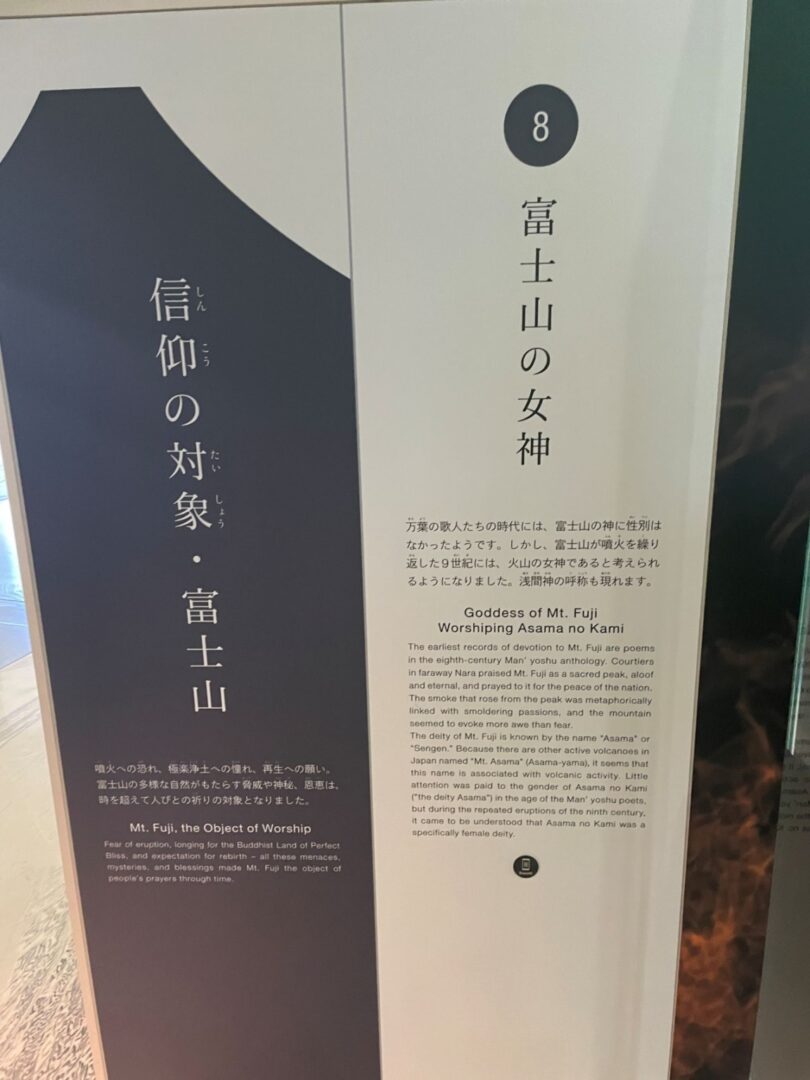 信仰の対象・富士山
しん
こう
たい
しょう
噴火への恐れ、極楽浄土への憧れ、再生への願い。
富士山の多様な自然がもたらす脅威や神秘、恩恵は、
時を超えて人びとの祈りの対象となりました。
Mt. Fuji, the Object of Worship
Fear of eruption, longing for the Buddhist Land of Perfect
Bliss, and expectation for rebirth – all these menaces,
mysteries, and blessings made Mt. Fuji the object of
people's prayers through time.
8
富士山の女神
万葉の歌人たちの時代には、富士山の神に性別は
なかったようです。しかし、富士山が噴火を繰り
返した9世紀には、火山の女神であると考えられ
るようになりました。浅間神の呼称も現れます。
Goddess of Mt. Fuji
Worshiping Asama no Kami
The earliest records of devotion to Mt. Fuji are poems
in the eighth-century Man' yoshu anthology. Courtiers
in faraway Nara praised Mt. Fuji as a sacred peak, aloof
and eternal, and prayed to it for the peace of the nation.
The smoke that rose from the peak was metaphorically
linked with smoldering passions, and the mountain
seemed to evoke more awe than fear.
The deity of Mt. Fuji is known by the name "Asama" or
"Sengen." Because there are other active volcanoes in
Japan named "Mt. Asama" (Asama-yama), it seems that
this name is associated with volcanic activity. Little
attention was paid to the gender of Asama no Kami
("the deity Asama") in the age of the Man' yoshu poets,
but during the repeated eruptions of the ninth century,
it came to be understood that Asama no Kami was a
specifically female deity.